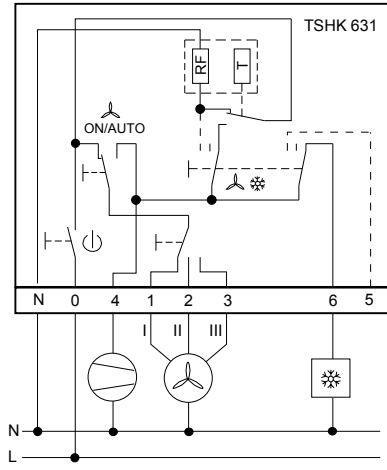 TSHK 631
RF
T
ON/AUTO
N 0 4 1 2 3 6 5
I II III
N
L